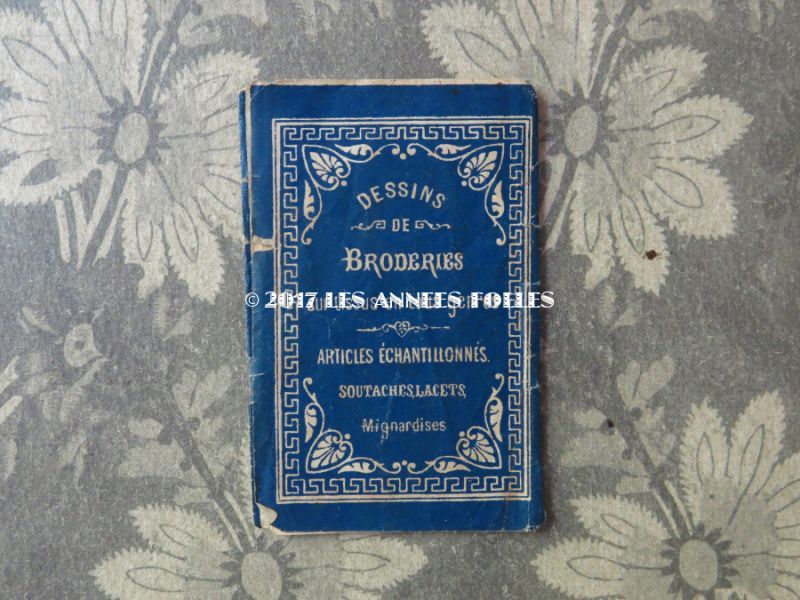 DESSINS
DE
BRODERIES
© 2017 LES ANNEES FOLLES
ARTICLES ÉCHANTILLONNÉS.
SOUTACHES, LACETS,
Mignardises